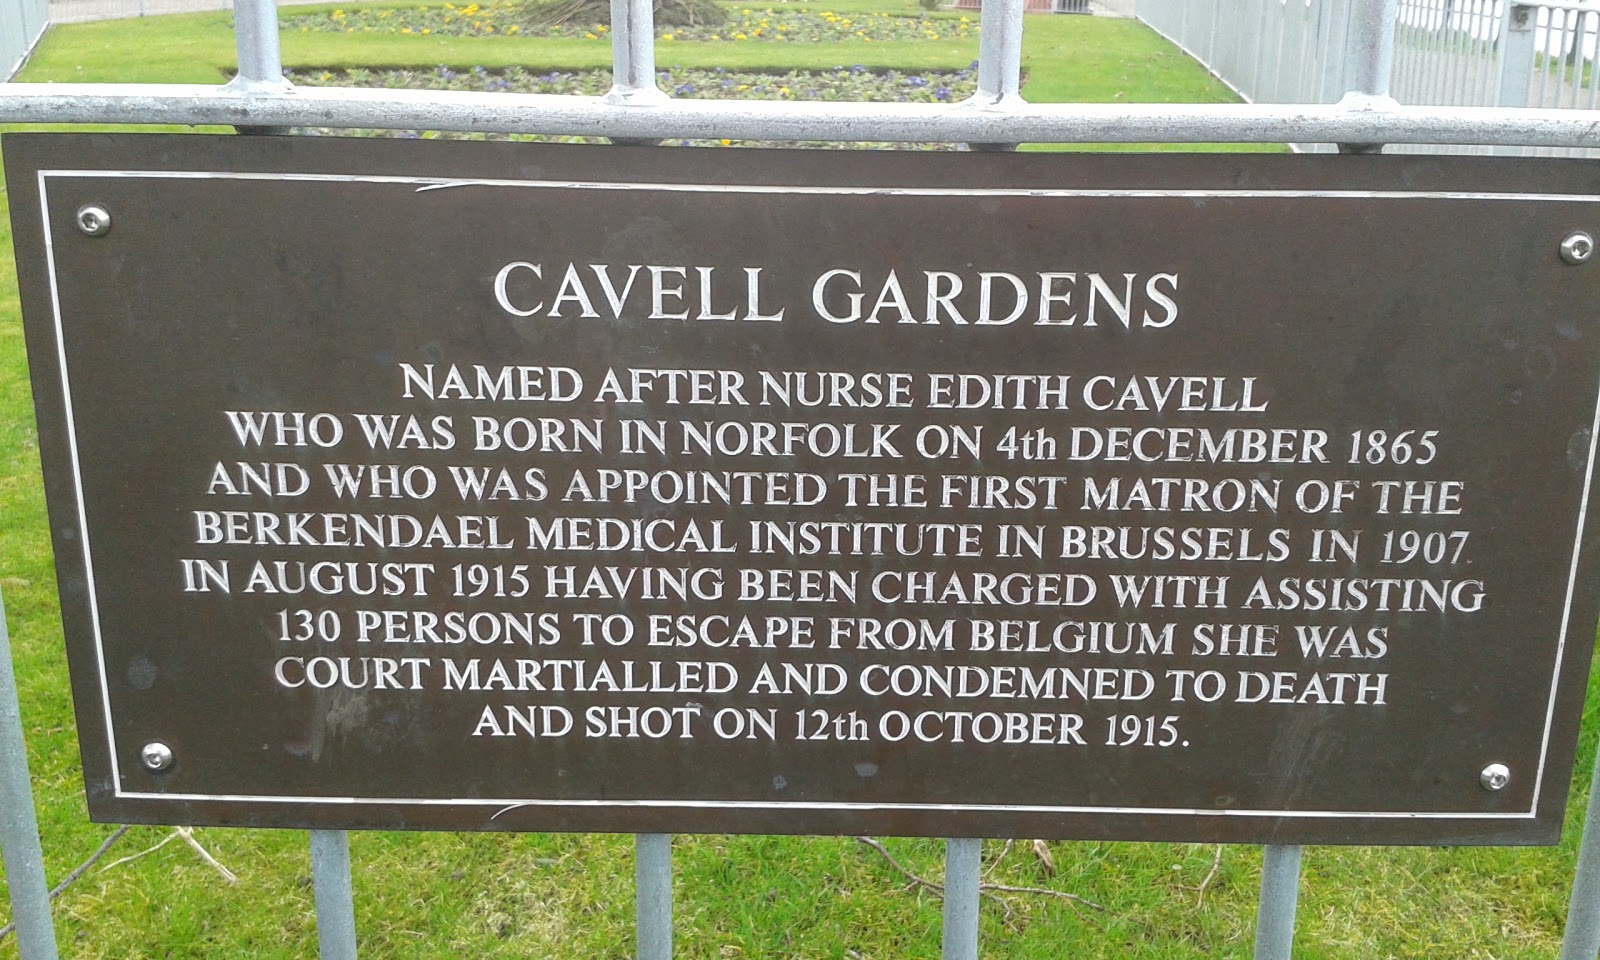 CAVELL GARDENS
NAMED AFTER NURSE EDITH CAVELL
WHO WAS BORN IN NORFOLK ON 4th DECEMBER 1865
AND WHO WAS APPOINTED THE FIRST MATRON OF THE
BERKENDAEL MEDICAL INSTITUTE IN BRUSSELS IN 1907.
IN AUGUST 1915 HAVING BEEN CHARGED WITH ASSISTING
130 PERSONS TO ESCAPE FROM BELGIUM SHE WAS
COURT MARTIALLED AND CONDEMNED TO DEATH
AND SHOT ON 12th OCTOBER 1915.